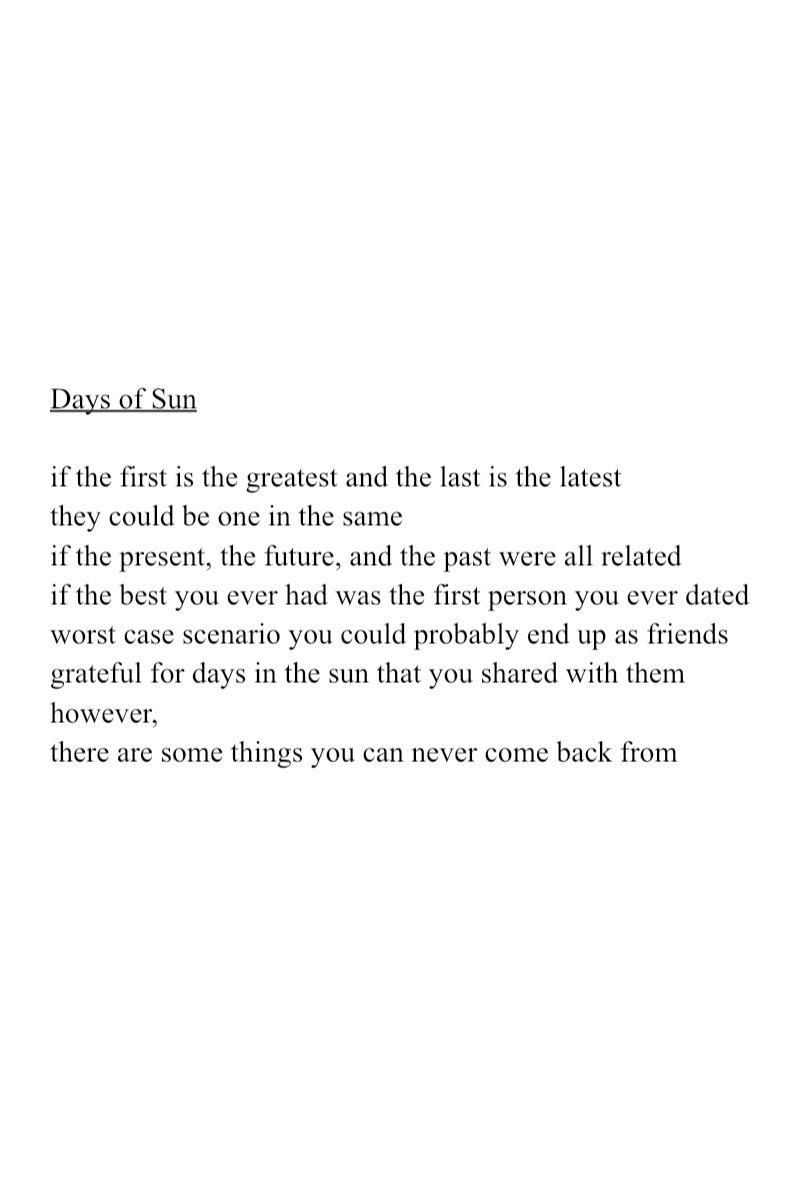 Days of Sun
if the first is the greatest and the last is the latest
they could be one in the same
if the present, the future, and the past were all related
if the best you ever had was the first person you ever dated
worst case scenario you could probably end up as friends
grateful for days in the sun that you shared with them
however,
there are some things you can never come back from